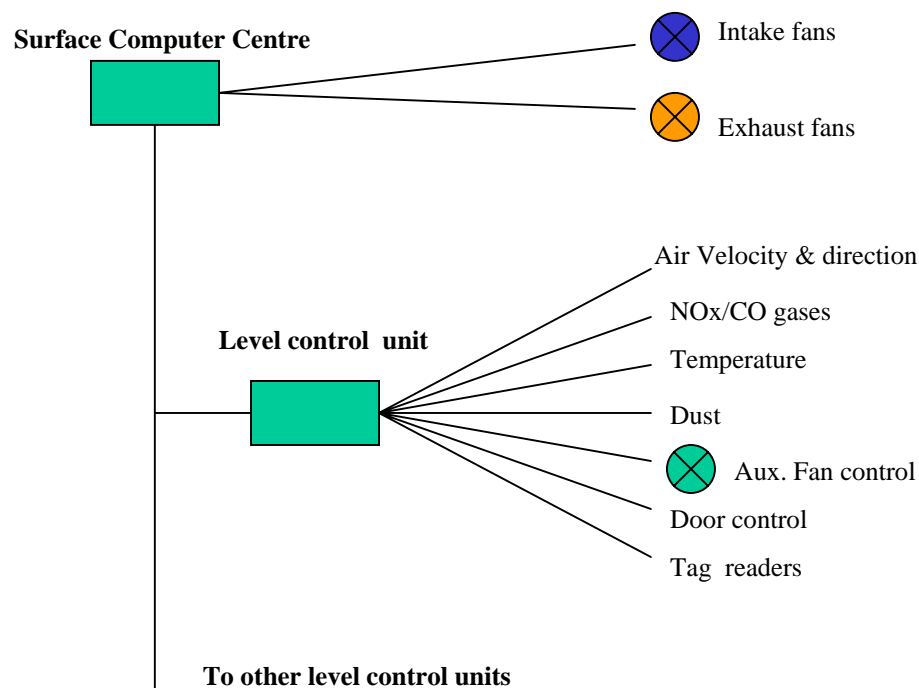 Surface Computer Centre
Intake fans
Exhaust fans
Air Velocity & direction
NOx/CO gases
Level control unit
Temperature
Dust
Aux. Fan control
Door control
Tag readers
To other level control units